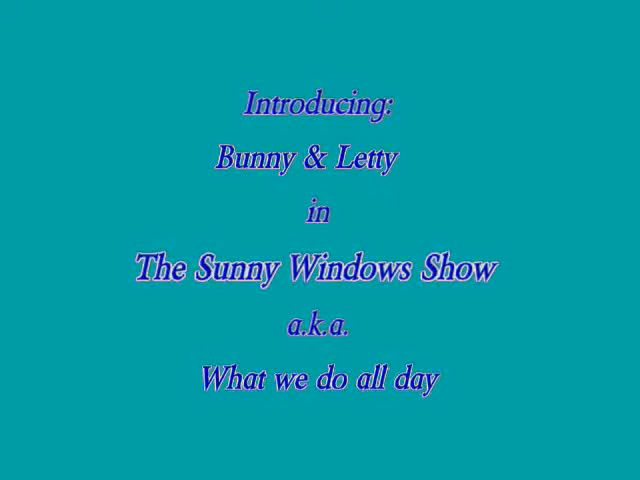 Introducing:
Bunny & Letty
in
The Sunny Windows Show
a.k.a.
What we do all day